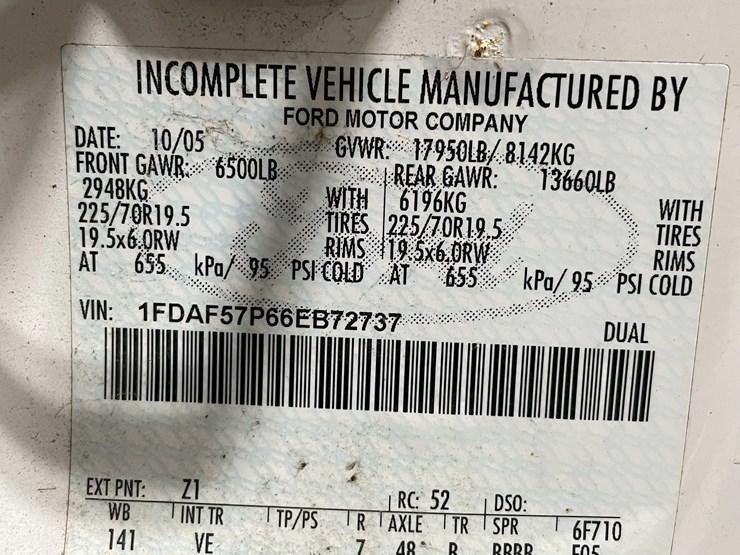 INCOMPLETE VEHICLE MANUFACTURED BY
FORD MOTOR COMPANY
DATE: 10/05 GVWR: 17950LB/ 8142KG
FRONT GAWR: 6500LB REAR GAWR: 13660LB
2948KG WITH 6196KG WITH
225/70R19.5 TIRES 225/70R19.5 TIRES
19.5x6.0RW RIMS 19.5x6.0RW RIMS
AT 655 kPa/ 95 PSI COLD AT 655 kPa/ 95 PSI COLD
VIN: 1FDAF57P66EB72737 DUAL
EXT PNT: Z1 RC: 52 DSO:
WB INT TR TP/PS R AXLE TR SPR 6F710
141 VE 7 48 B BBBB F05